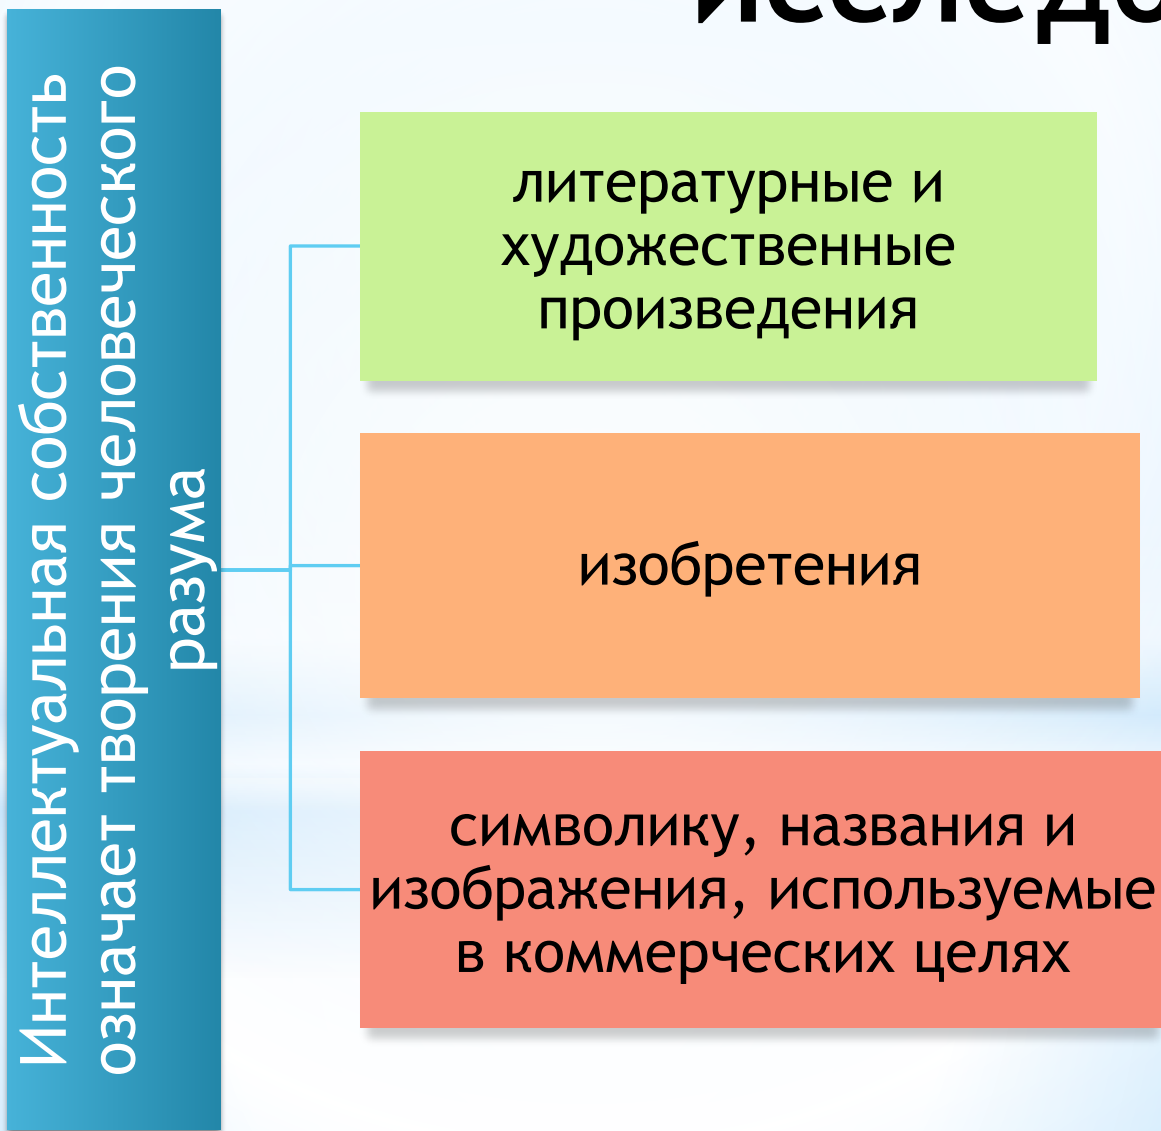 Интеллектуальная собственность
означает творения человеческого
разума
литературные и
художественные
произведения
изобретения
символику, названия и
изображения, используемые
в коммерческих целях